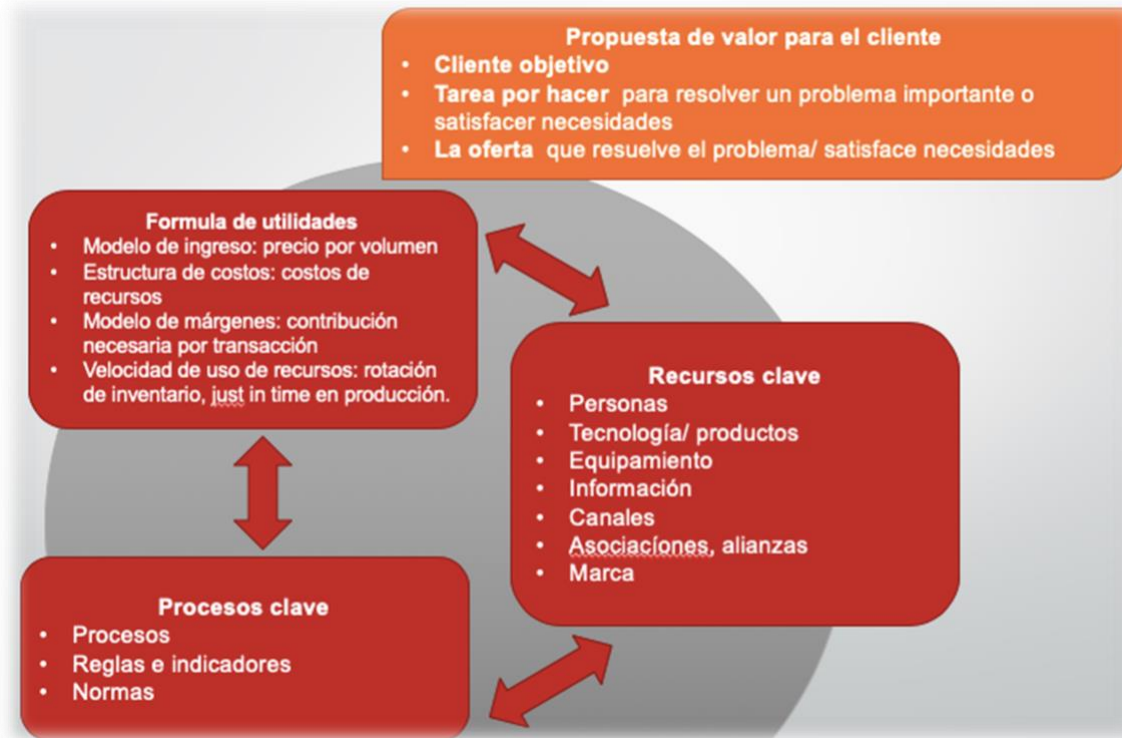 Propuesta de valor para el cliente
• Cliente objetivo
• Tarea por hacer para resolver un problema importante o
satisfacer necesidades
• La oferta que resuelve el problema/ satisface necesidades
Formula de utilidades
• Modelo de ingreso: precio por volumen
• Estructura de costos: costos de
recursos
• Modelo de márgenes: contribución
necesaria por transacción
• Velocidad de uso de recursos: rotación
de inventario, just in time en producción.
Recursos clave
• Personas
• Tecnología/ productos
• Equipamiento
• Información
• Canales
• Asociacíones, alianzas
• Marca
Procesos clave
• Procesos
• Reglas e indicadores
• Normas